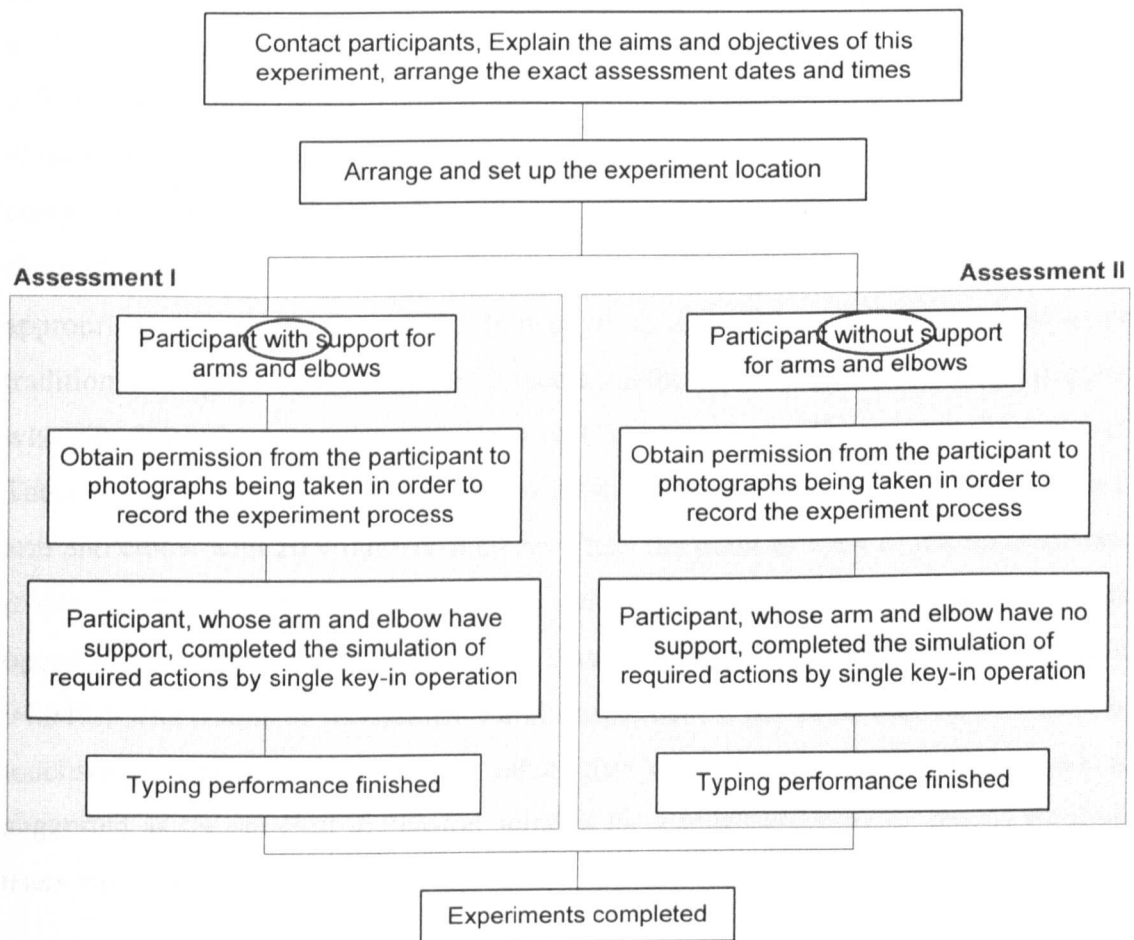 Contact participants, Explain the aims and objectives of this
experiment, arrange the exact assessment dates and times
Arrange and set up the experiment location
Assessment I
Participant with support for
arms and elbows
Obtain permission from the participant to
photographs being taken in order to
record the experiment process
Participant, whose arm and elbow have
support, completed the simulation of
required actions by single key-in operation
Typing performance finished
Assessment II
Participant without support
for arms and elbows
Obtain permission from the participant to
photographs being taken in order to
record the experiment process
Participant, whose arm and elbow have no
support, completed the simulation of
required actions by single key-in operation
Typing performance finished
Experiments completed